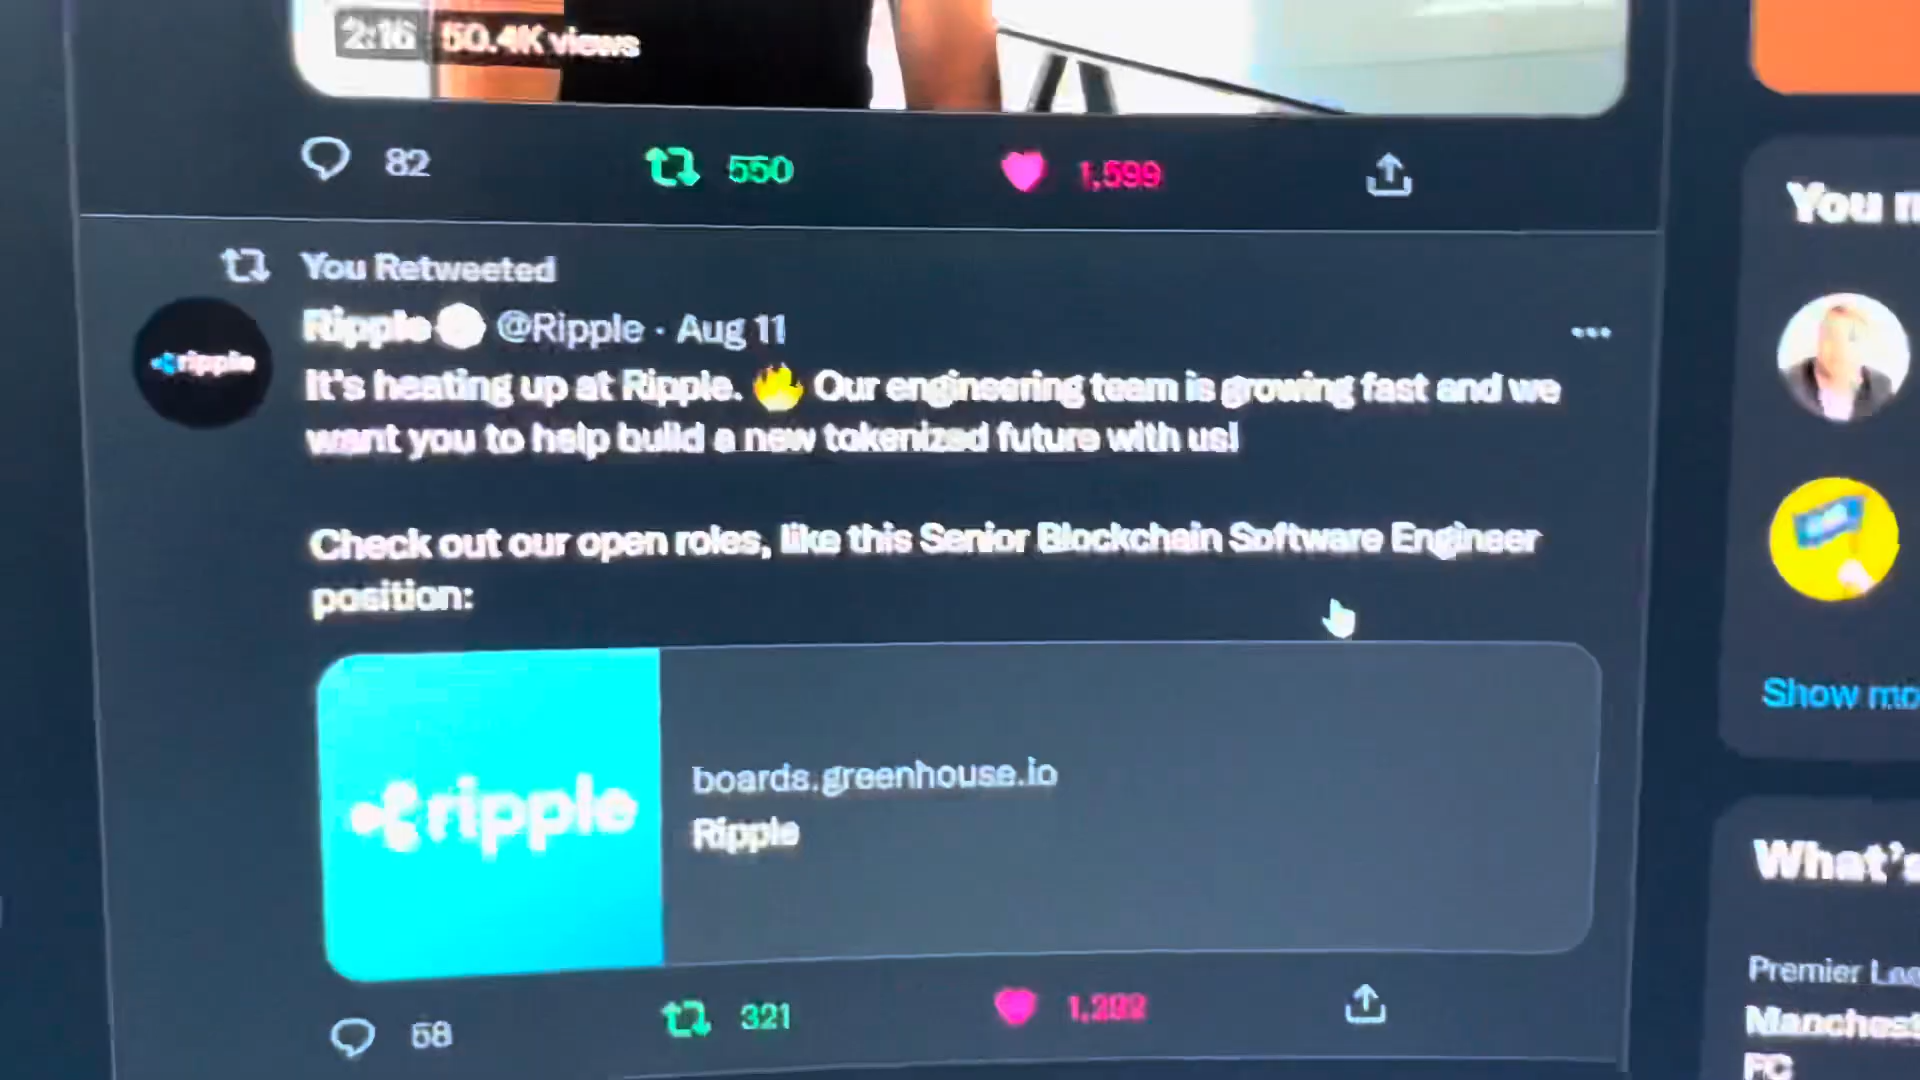 2:16 50.4K views
82 550 1,599
You Retweeted
Ripple @Ripple · Aug 11
It's heating up at Ripple. 🔥 Our engineering team is growing fast and we
want you to help build a new tokenized future with us!
Check out our open roles, like this Senior Blockchain Software Engineer
position:
ripple
ripple
boards.greenhouse.io
Ripple
58 321
You
Show
What's
Premier
FC